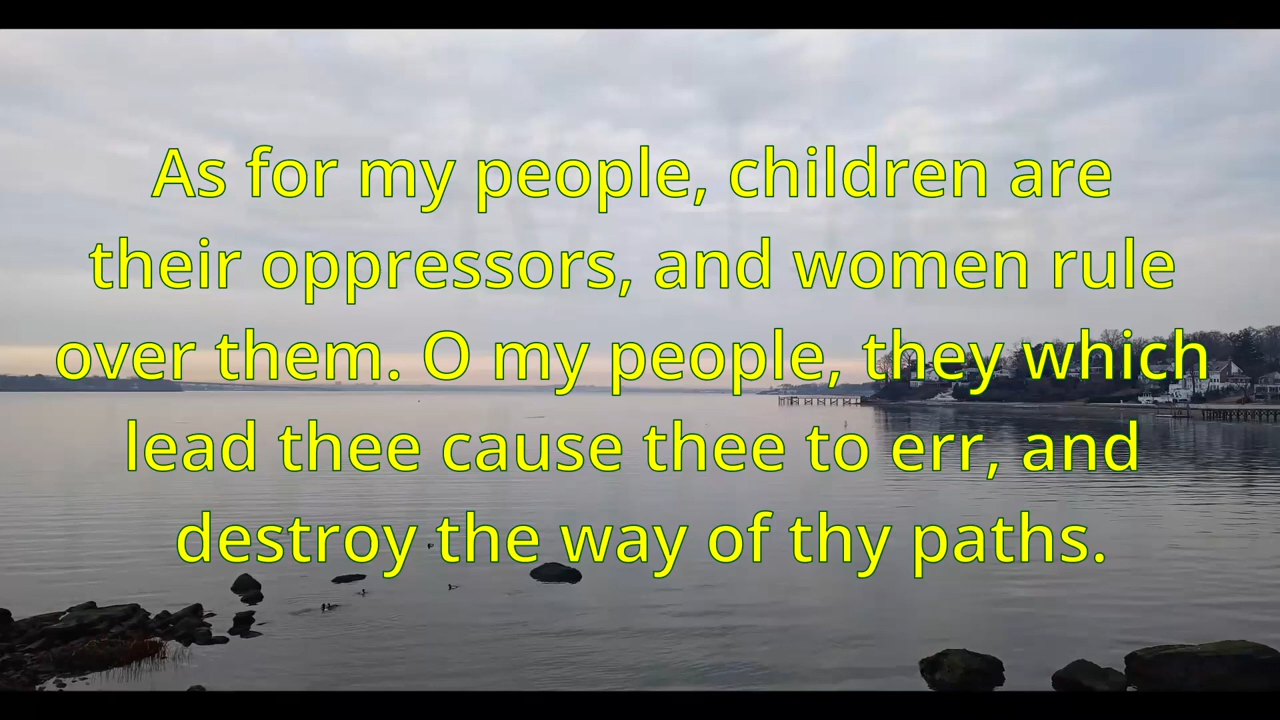 As for my people, children are
their oppressors, and women rule
over them. O my people, they which
lead thee cause thee to err, and
destroy the way of thy paths.